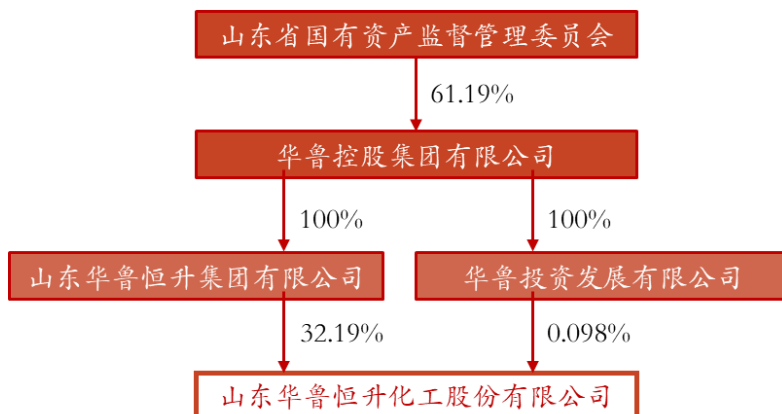 山东省国有资产监督管理委员会
61.19%
华鲁控股集团有限公司
100%
100%
山东华鲁恒升集团有限公司
华鲁投资发展有限公司
32.19%
0.098%
山东华鲁恒升化工股份有限公司